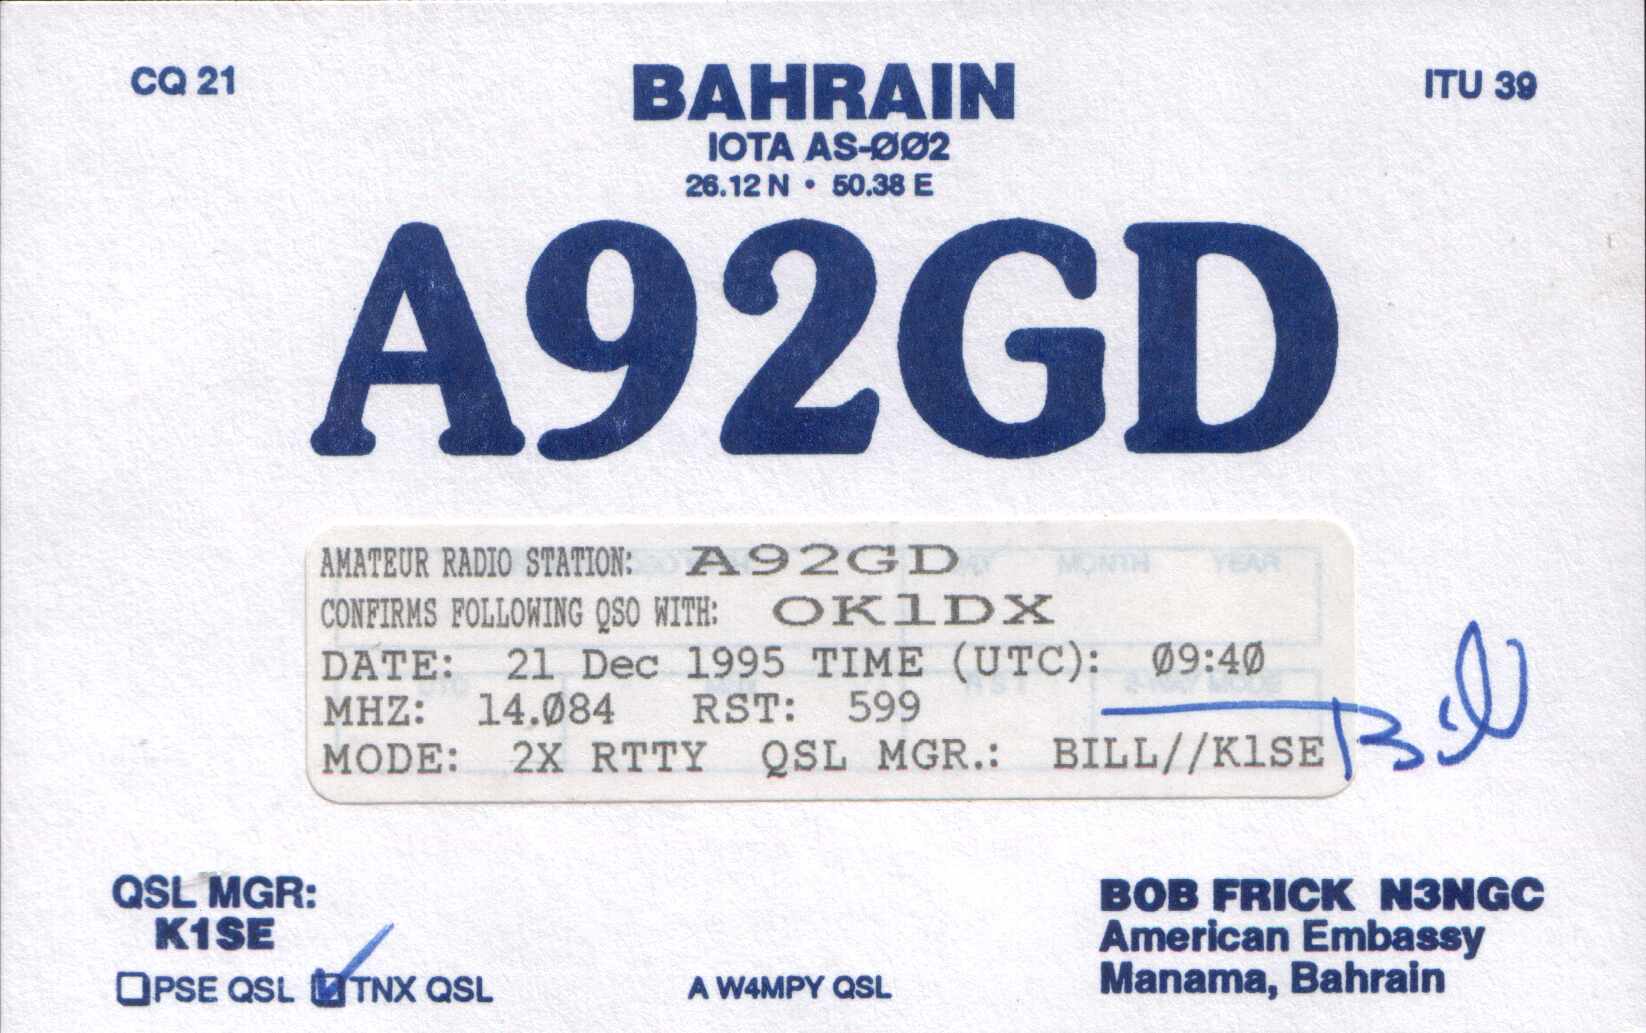 CQ 21
BAHRAIN
ITU 39
IOTA AS-ØØ2
26.12 N • 50.38 E
A92GD
AMATEUR RADIO STATION: A92GD
CONFIRMS FOLLOWING QSO WITH: OK1DX
DATE: 21 Dec 1995 TIME (UTC): Ø9:4Ø
MHZ: 14.Ø84 RST: 599
MODE: 2X RTTY QSL MGR.: BILL//K1SE
Bill
QSL MGR:
K1SE
PSE QSL TNX QSL
A W4MPY QSL
BOB FRICK N3NGC
American Embassy
Manama, Bahrain